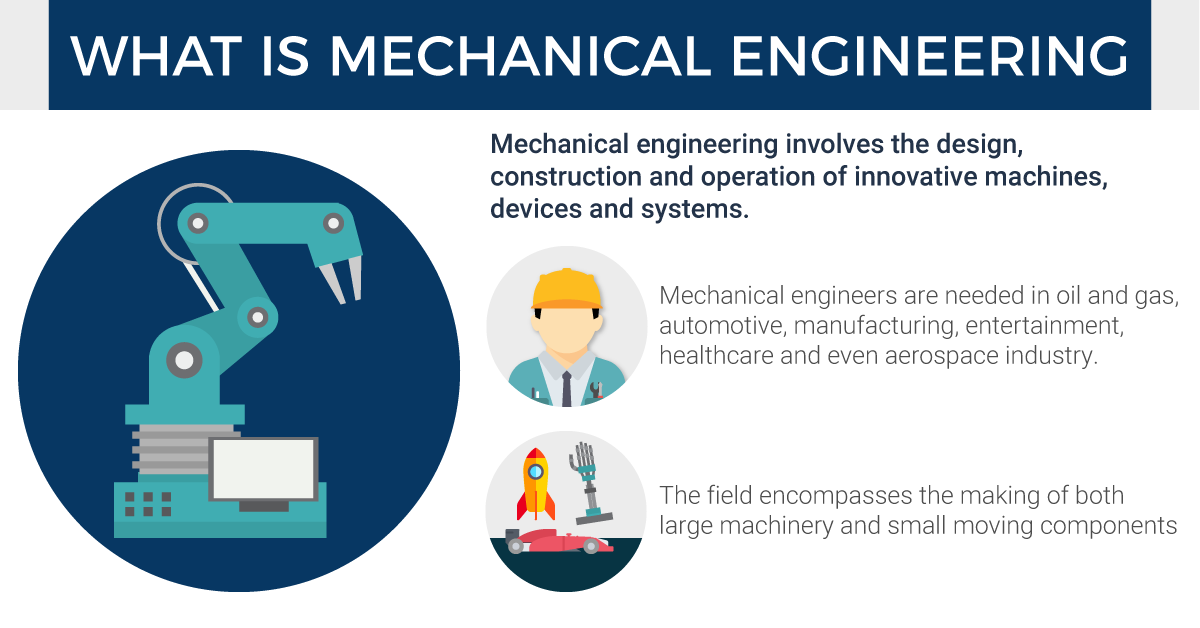 WHAT IS MECHANICAL ENGINEERING
Mechanical engineering involves the design,
construction and operation of innovative machines,
devices and systems.
Mechanical engineers are needed in oil and gas,
automotive, manufacturing, entertainment,
healthcare and even aerospace industry.
The field encompasses the making of both
large machinery and small moving components